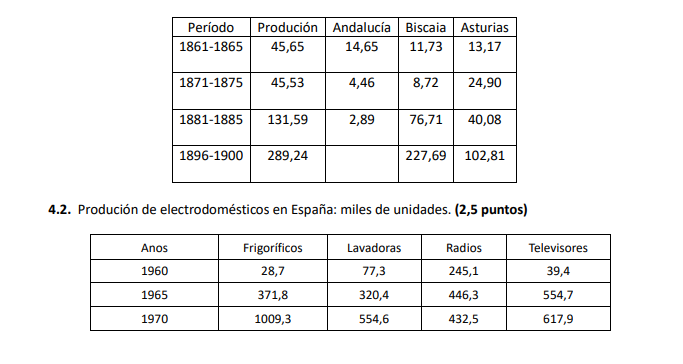 Período Produción Andalucía Biscaia Asturias
1861-1865 45,65 14,65 11,73 13,17
1871-1875 45,53 4,46 8,72 24,90
1881-1885 131,59 2,89 76,71 40,08
1896-1900 289,24 227,69 102,81
4.2. Produción de electrodomésticos en España: miles de unidades. (2,5 puntos)
Anos Frigoríficos Lavadoras Radios Televisores
1960 28,7 77,3 245,1 39,4
1965 371,8 320,4 446,3 554,7
1970 1009,3 554,6 432,5 617,9